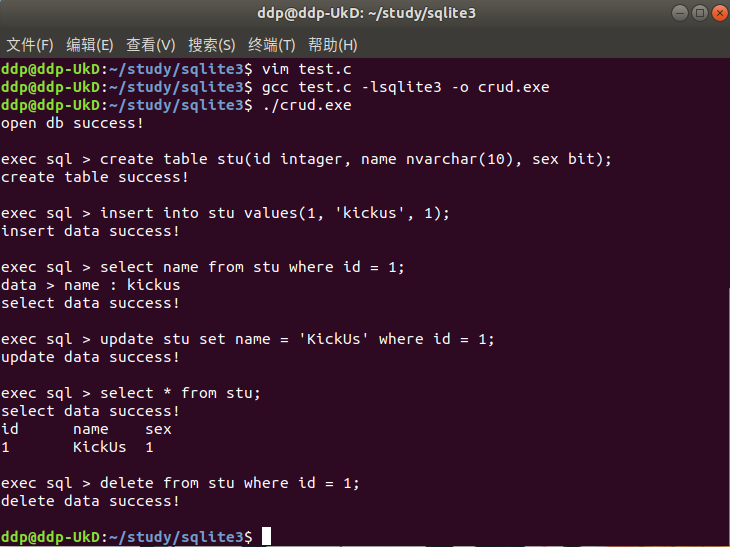 ddp@ddp-UkD: ~/study/sqlite3
文件(F) 编辑(E) 查看(V) 搜索(S) 终端(T) 帮助(H)
ddp@ddp-UkD:~/study/sqlite3$ vim test.c
ddp@ddp-UkD:~/study/sqlite3$ gcc test.c -lsqlite3 -o crud.exe
ddp@ddp-UkD:~/study/sqlite3$ ./crud.exe
open db success!
exec sql > create table stu(id intager, name nvarchar(10), sex bit);
create table success!
exec sql > insert into stu values(1, 'kickus', 1);
insert data success!
exec sql > select name from stu where id = 1;
data > name : kickus
select data success!
exec sql > update stu set name = 'KickUs' where id = 1;
update data success!
exec sql > select * from stu;
select data success!
id      name    sex
1       KickUs  1
exec sql > delete from stu where id = 1;
delete data success!
ddp@ddp-UkD:~/study/sqlite3$